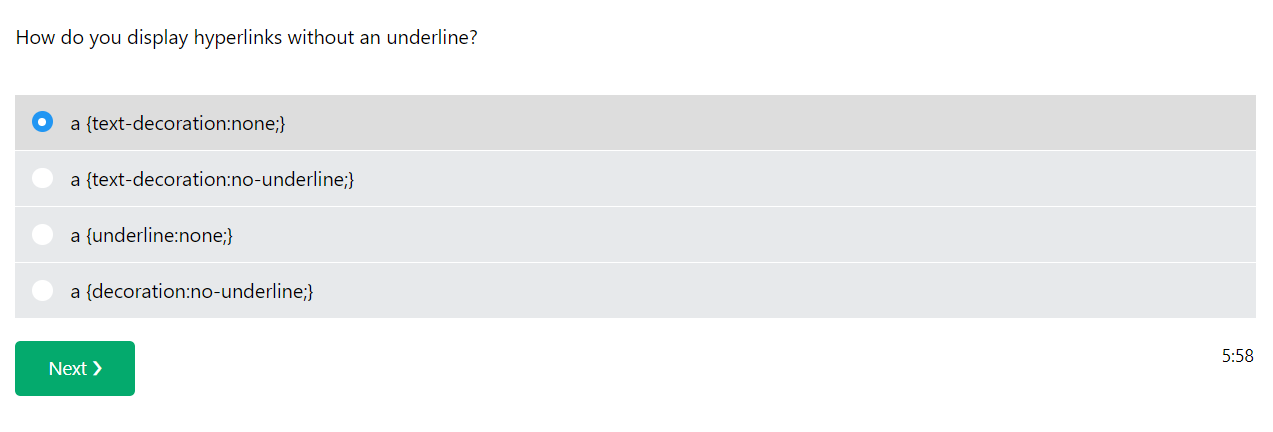 How do you display hyperlinks without an underline?
a {text-decoration:none;}
a {text-decoration:no-underline;}
a {underline:none;}
a {decoration:no-underline;}
Next ❯
5:58